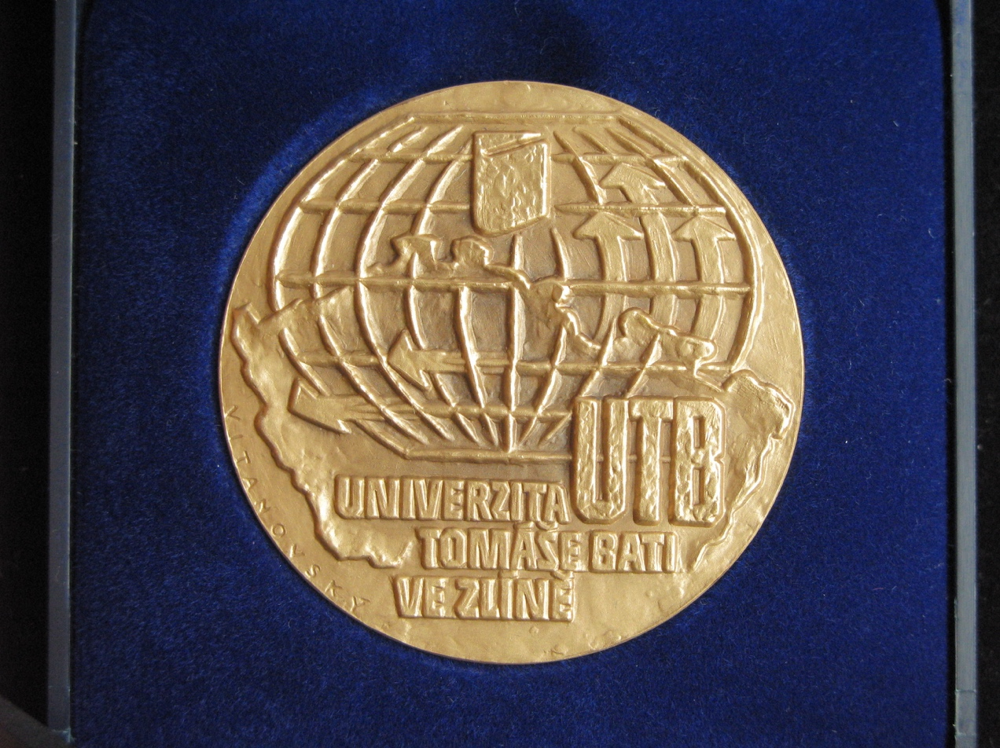 UTB
UNIVERZITA
TOMÁŠE BATI
VE ZLÍNĚ
VITANOVSKÝ